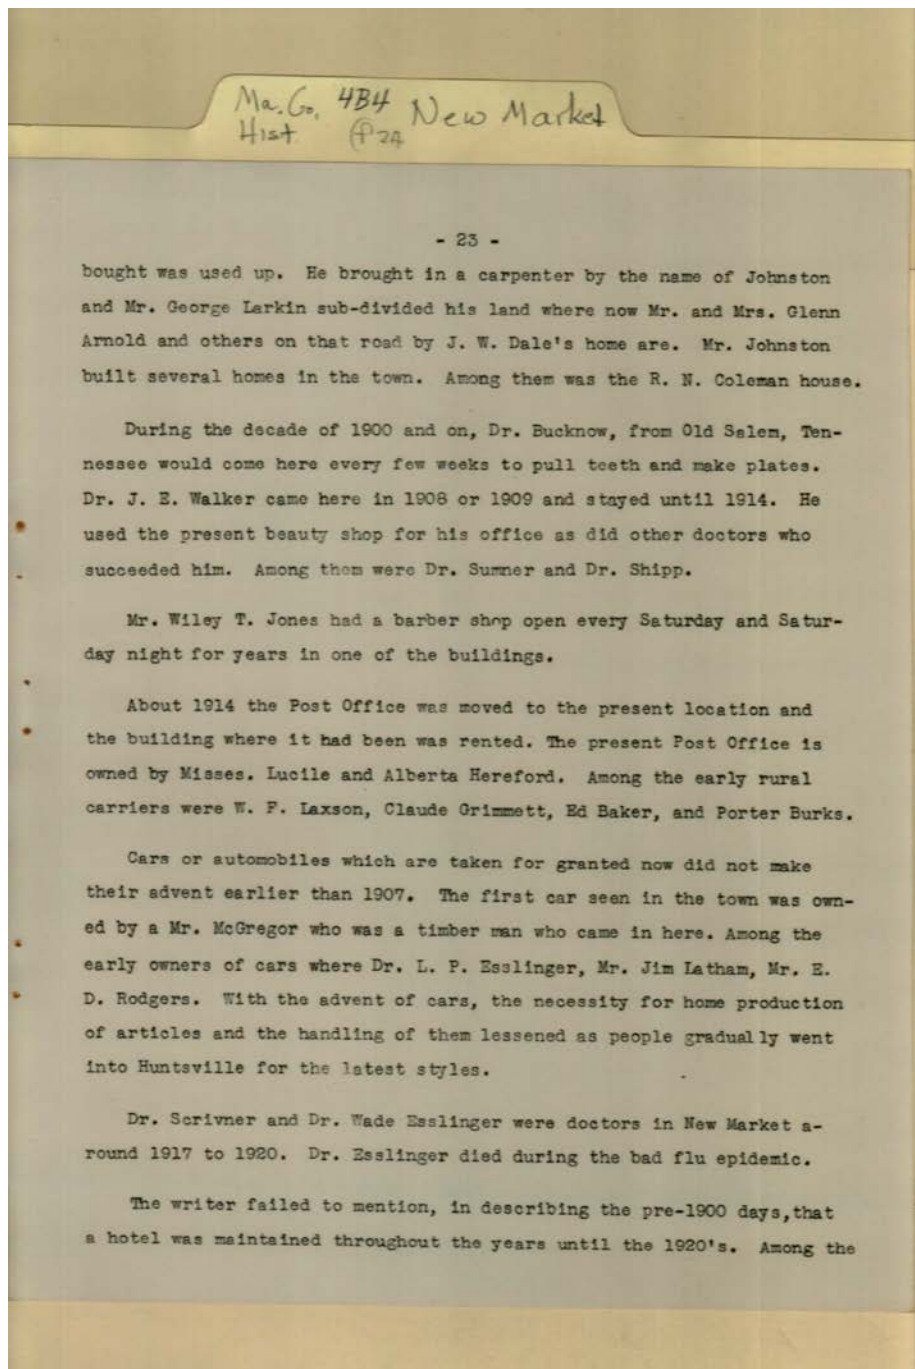 Ma. Co. 4B4 New Market
Hist P 2A
- 23 -
bought was used up. He brought in a carpenter by the name of Johnston
and Mr. George Larkin sub-divided his land where now Mr. and Mrs. Glenn
Arnold and others on that road by J. W. Dale's home are. Mr. Johnston
built several homes in the town. Among them was the R. N. Coleman house.
During the decade of 1900 and on, Dr. Bucknow, from Old Salem, Ten-
nessee would come here every few weeks to pull teeth and make plates.
Dr. J. E. Walker came here in 1908 or 1909 and stayed until 1914. He
used the present beauty shop for his office as did other doctors who
succeeded him. Among them were Dr. Sumner and Dr. Shipp.
Mr. Wiley T. Jones had a barber shop open every Saturday and Satur-
day night for years in one of the buildings.
About 1914 the Post Office was moved to the present location and
the building where it had been was rented. The present Post Office is
owned by Misses. Lucile and Alberta Hereford. Among the early rural
carriers were W. F. Laxson, Claude Grimmett, Ed Baker, and Porter Burks.
Cars or automobiles which are taken for granted now did not make
their advent earlier than 1907. The first car seen in the town was own-
ed by a Mr. McGregor who was a timber man who came in here. Among the
early owners of cars where Dr. L. P. Esslinger, Mr. Jim Latham, Mr. E.
D. Rodgers. With the advent of cars, the necessity for home production
of articles and the handling of them lessened as people gradually went
into Huntsville for the latest styles.
Dr. Scrivner and Dr. Wade Esslinger were doctors in New Market a-
round 1917 to 1920. Dr. Esslinger died during the bad flu epidemic.
The writer failed to mention, in describing the pre-1900 days,that
a hotel was maintained throughout the years until the 1920's. Among the